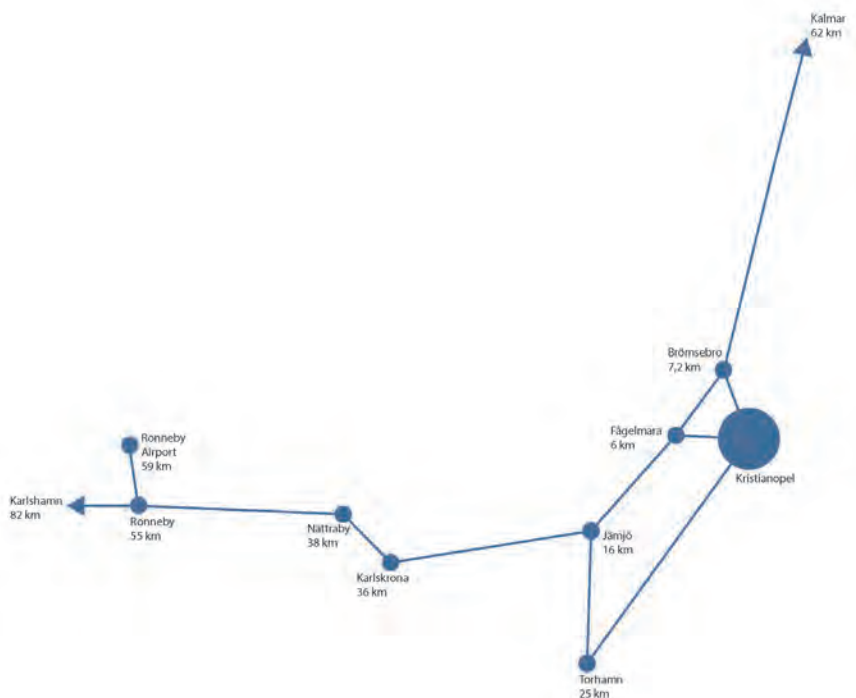 Kalmar
62 km
Brömsebro
7,2 km
Fågelmara
6 km
Kristianopel
Ronneby
Airport
59 km
Karlshamn
82 km
Ronneby
55 km
Nättraby
38 km
Karlskrona
36 km
Jämjö
16 km
Torhamn
25 km